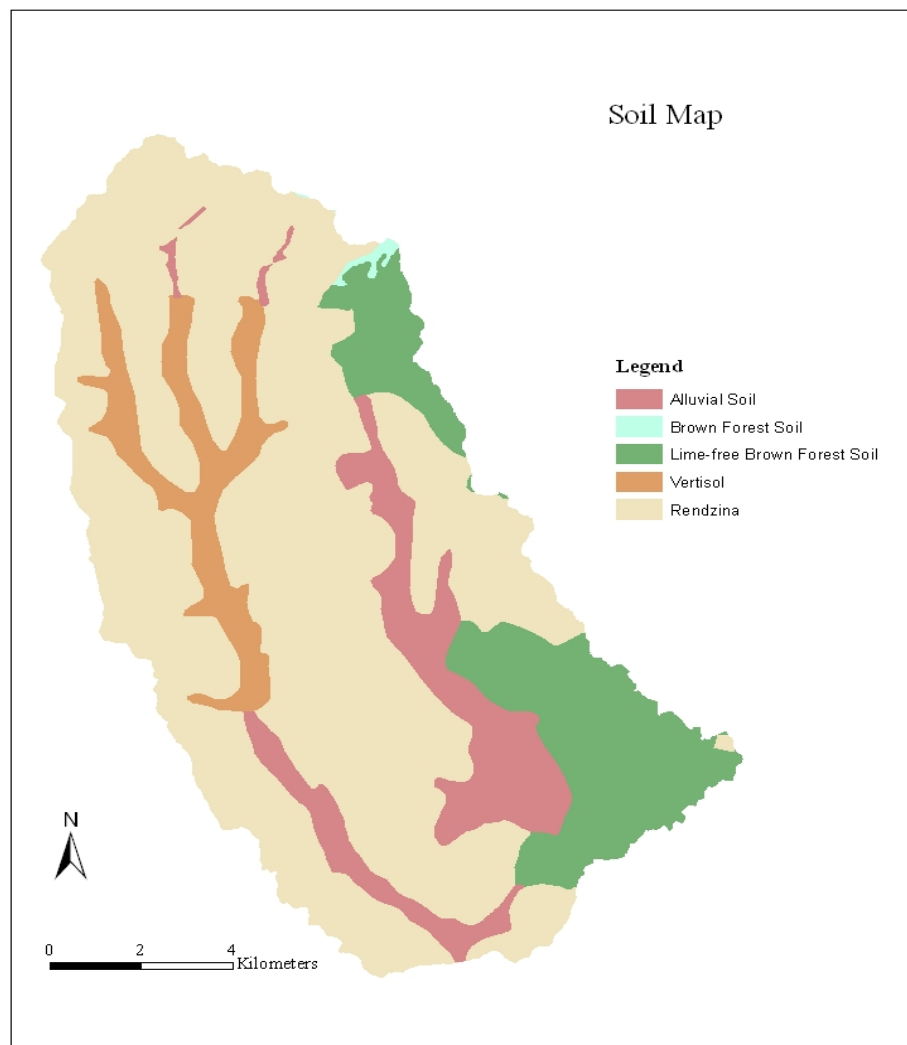 Soil Map
Legend
Alluvial Soil
Brown Forest Soil
Lime-free Brown Forest Soil
Vertisol
Rendzina
N
0 2 4
Kilometers